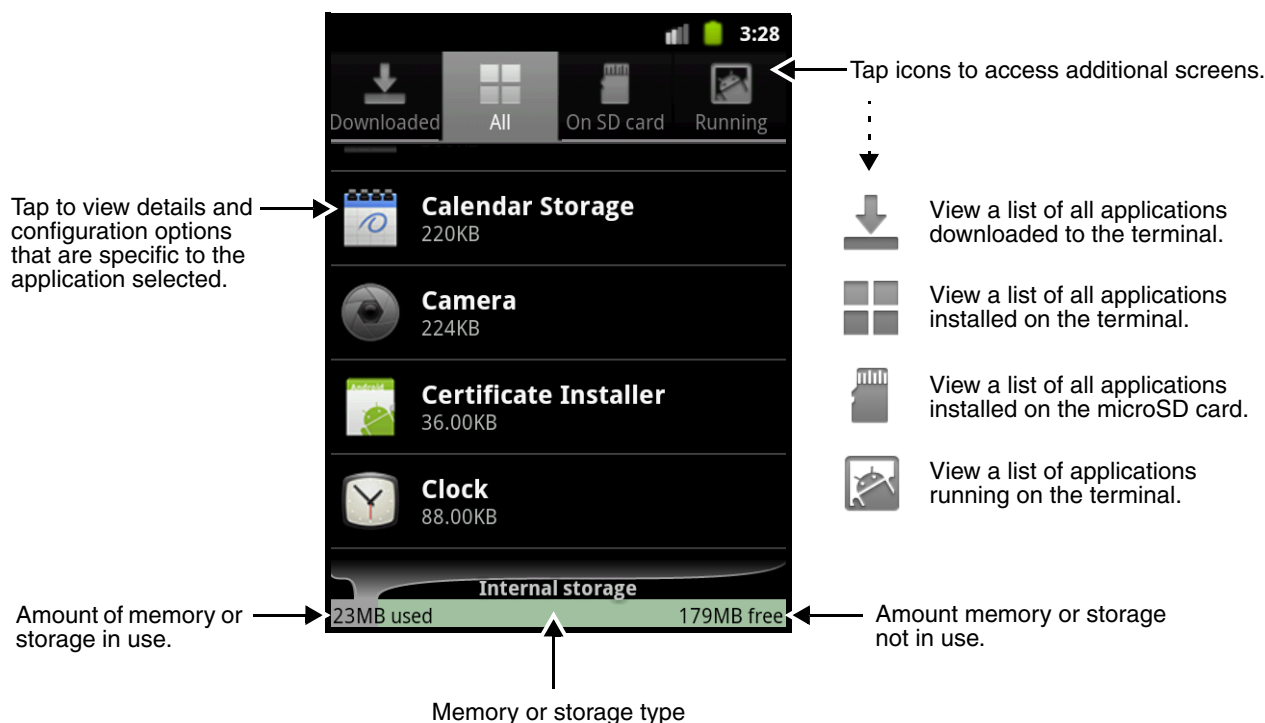 3:28
Tap icons to access additional screens.
Downloaded
All
On SD card
Running
Tap to view details and
configuration options
that are specific to the
application selected.
Calendar Storage
220KB
Camera
224KB
Android
Certificate Installer
36.00KB
Clock
88.00KB
View a list of all applications
downloaded to the terminal.
View a list of all applications
installed on the terminal.
View a list of all applications
installed on the microSD card.
View a list of applications
running on the terminal.
Internal storage
23MB used
179MB free
Amount of memory or
storage in use.
Amount memory or storage
not in use.
Memory or storage type